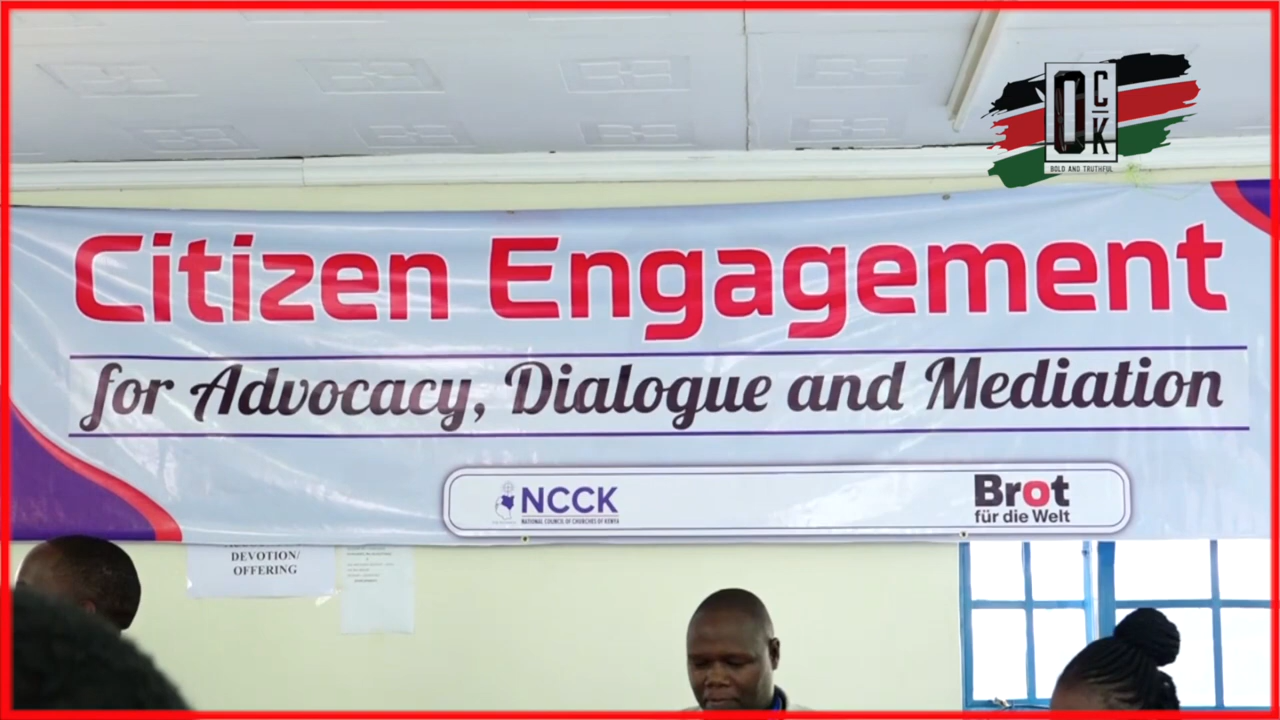 O
C
K
BOLD AND TRUTHFUL
Citizen Engagement
for Advocacy, Dialogue and Mediation
NCCK
NATIONAL COUNCIL OF CHURCHES OF KENYA
Brot
für die Welt
DEVOTION/
OFFERING